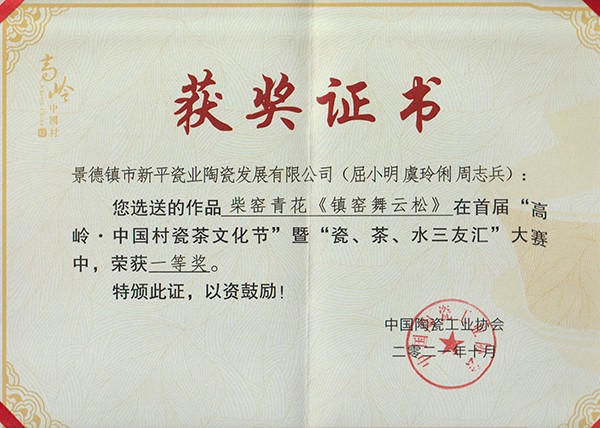 高岭
中國村
获奖证书
景德镇市新平瓷业陶瓷发展有限公司（屈小明 虞玲俐 周志兵）：
您选送的作品 柴窑青花《镇窑舞云松》在首届“高
岭·中国村瓷茶文化节”暨“瓷、茶、水三友汇”大赛
中，荣获一等奖。
特颁此证，以资鼓励！
中国陶瓷工业协会
二零二一年十月